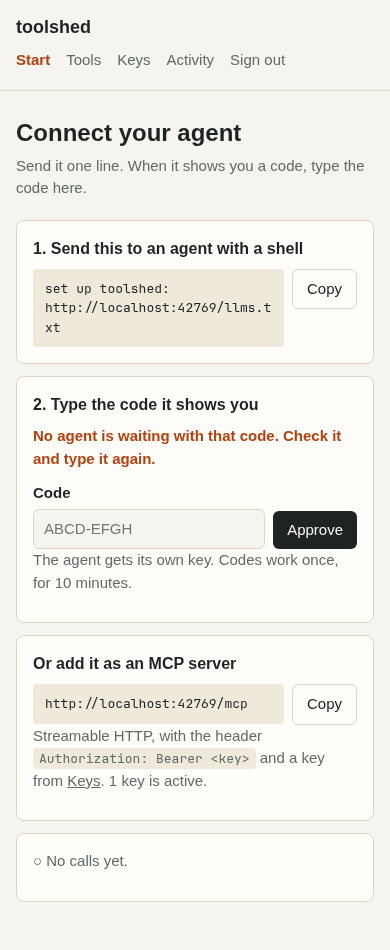 toolshed
Start Tools Keys Activity Sign out
Connect your agent
Send it one line. When it shows you a code, type the
code here.
1. Send this to an agent with a shell
set up toolshed:
http://localhost:42769/llms.t
xt
Copy
2. Type the code it shows you
No agent is waiting with that code. Check it
and type it again.
Code
ABCD-EFGH
Approve
The agent gets its own key. Codes work once,
for 10 minutes.
Or add it as an MCP server
http://localhost:42769/mcp
Copy
Streamable HTTP, with the header
Authorization: Bearer <key> and a key
from Keys. 1 key is active.
○ No calls yet.